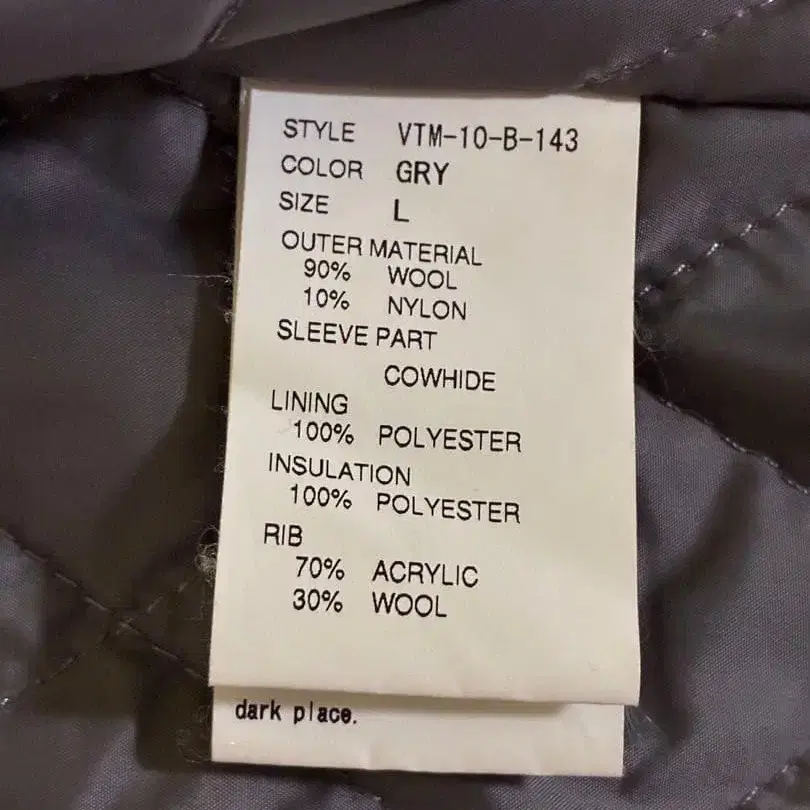 STYLE VTM-10-B-143
COLOR GRY
SIZE L
OUTER MATERIAL
90% WOOL
10% NYLON
SLEEVE PART
COWHIDE
LINING
100% POLYESTER
INSULATION
100% POLYESTER
RIB
70% ACRYLIC
30% WOOL
dark place.